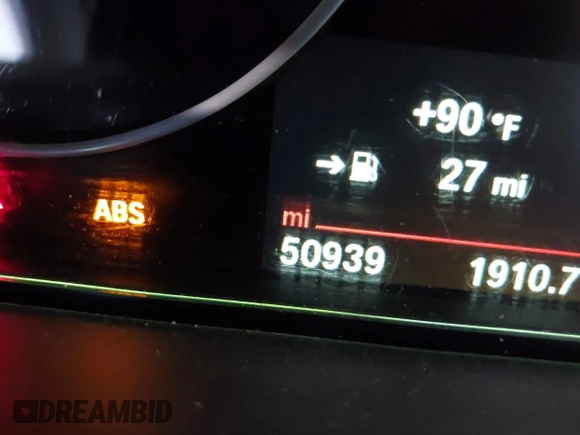 +90 °F
27 mi
ABS
mi
50939 1910.7
DREAMBID